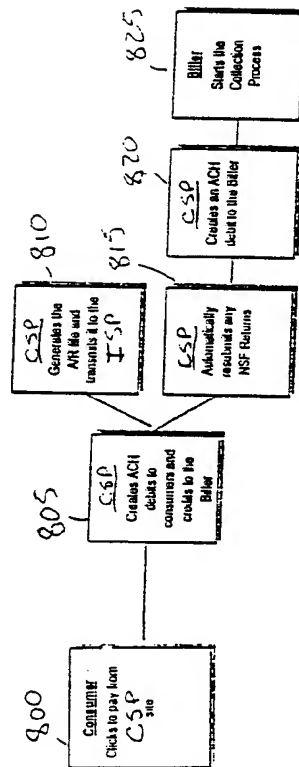 800
Consumer
Clicks to pay from
CSP
site
805
CSP
Creates ACH
debits to
consumers and
credits to the
Biller
810
CSP
Generates the
A/R file and
transmits it to the
ISP
815
CSP
Automatically
resubmits any
NSF Returns
820
CSP
Creates an ACH
debit to the Biller
825
Biller
Starts the
Collection
Process